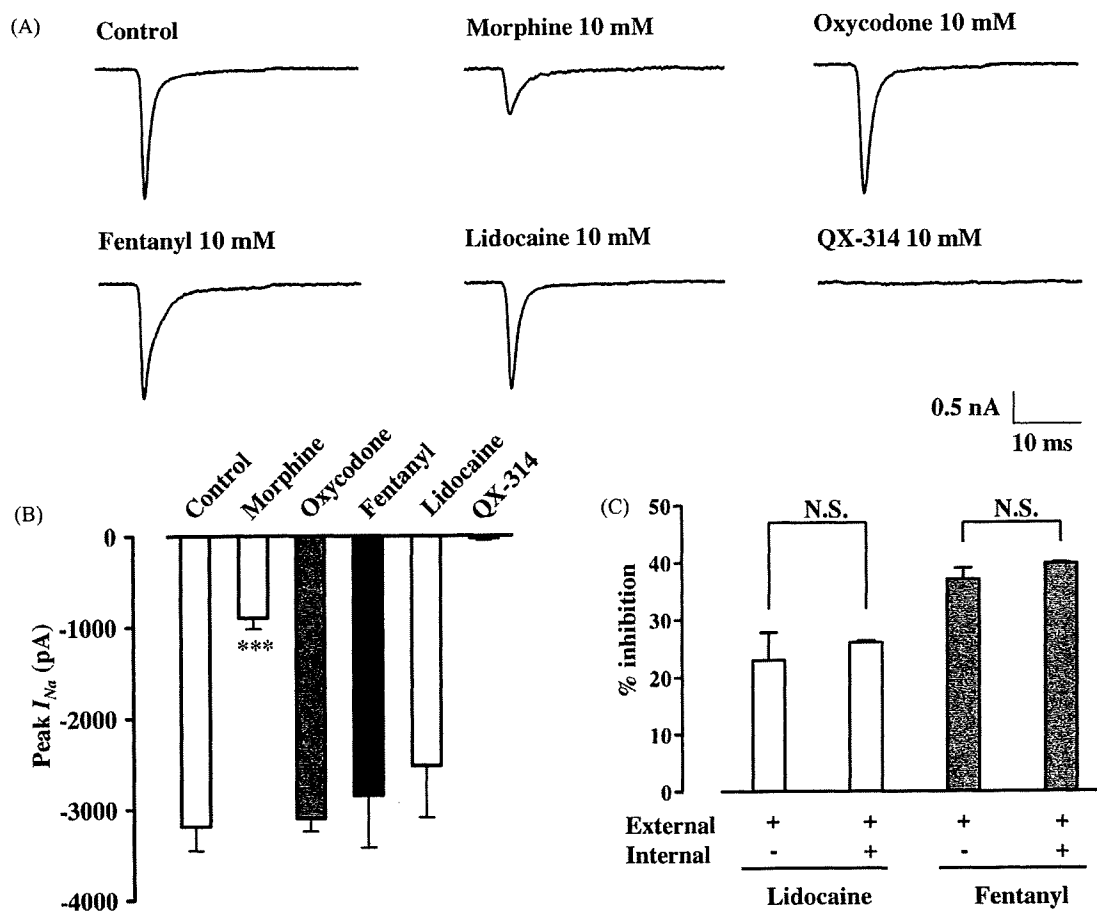 (A)
Control
Morphine 10 mM
Oxycodone 10 mM
Fentanyl 10 mM
Lidocaine 10 mM
QX-314 10 mM
0.5 nA
10 ms
(B)
Control
Morphine
Oxycodone
Fentanyl
Lidocaine
QX-314
Peak I_Na (pA)
0
-1000
-2000
-3000
-4000
***
(C)
% inhibition
50
40
30
20
10
0
N.S.
N.S.
External + + + +
Internal - + - +
Lidocaine Fentanyl